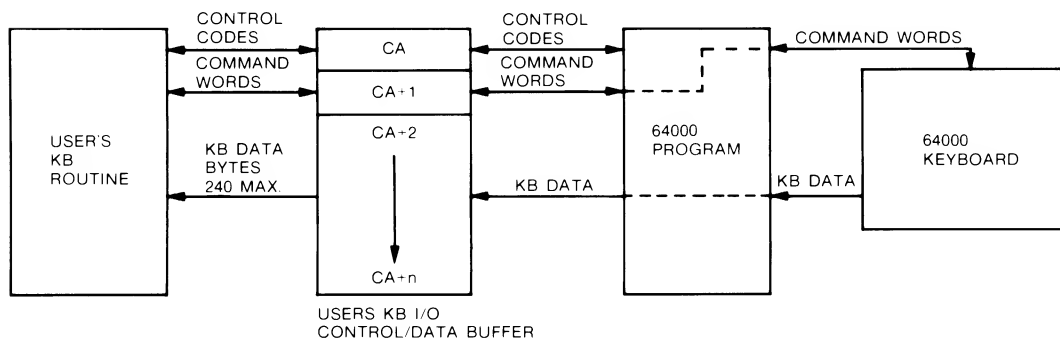 CONTROL
CODES
CA
CONTROL
CODES
COMMAND WORDS
COMMAND
WORDS
CA+1
COMMAND
WORDS
USER'S
KB
ROUTINE
CA+2
64000
PROGRAM
64000
KEYBOARD
KB DATA
BYTES
240 MAX.
KB DATA
KB DATA
CA+n
USERS KB I/O
CONTROL/DATA BUFFER